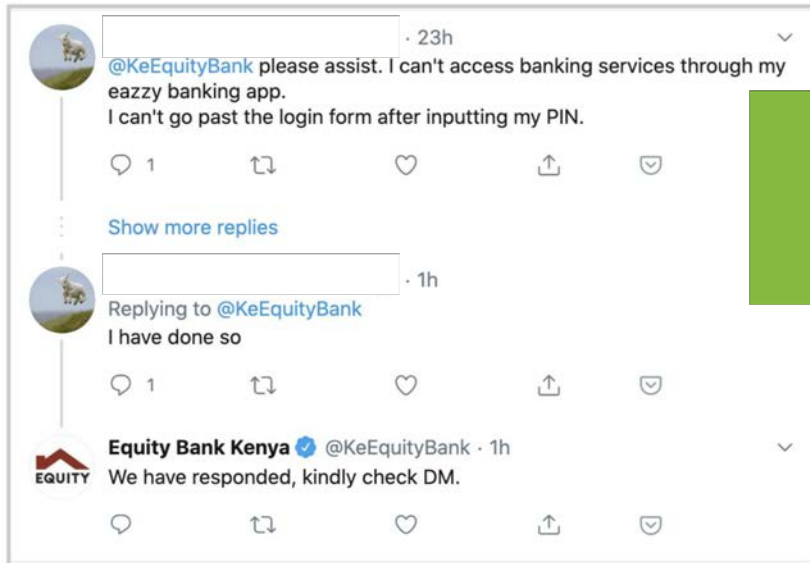 · 23h
@KeEquityBank please assist. I can't access banking services through my
eazzy banking app.
I can't go past the login form after inputting my PIN.
1
Show more replies
· 1h
Replying to @KeEquityBank
I have done so
1
Equity Bank Kenya @KeEquityBank · 1h
EQUITY
We have responded, kindly check DM.